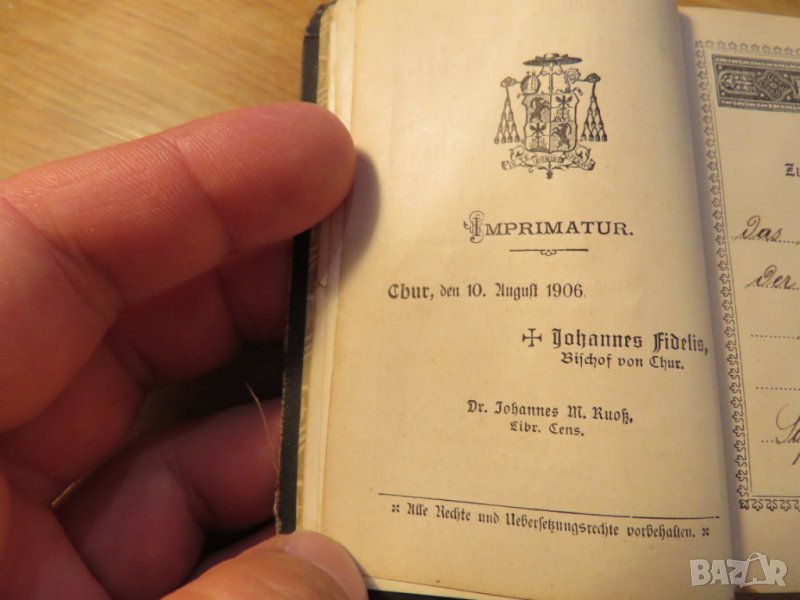 IMPRIMATUR.
Chur, den 10. August 1906.
✠ Johannes Fidelis,
Bischof von Chur.
Dr. Johannes M. Ruoß,
Libr. Cens.
Alle Rechte und Uebersetzungsrechte vorbehalten.
Zu
Das
Der
BAZAR